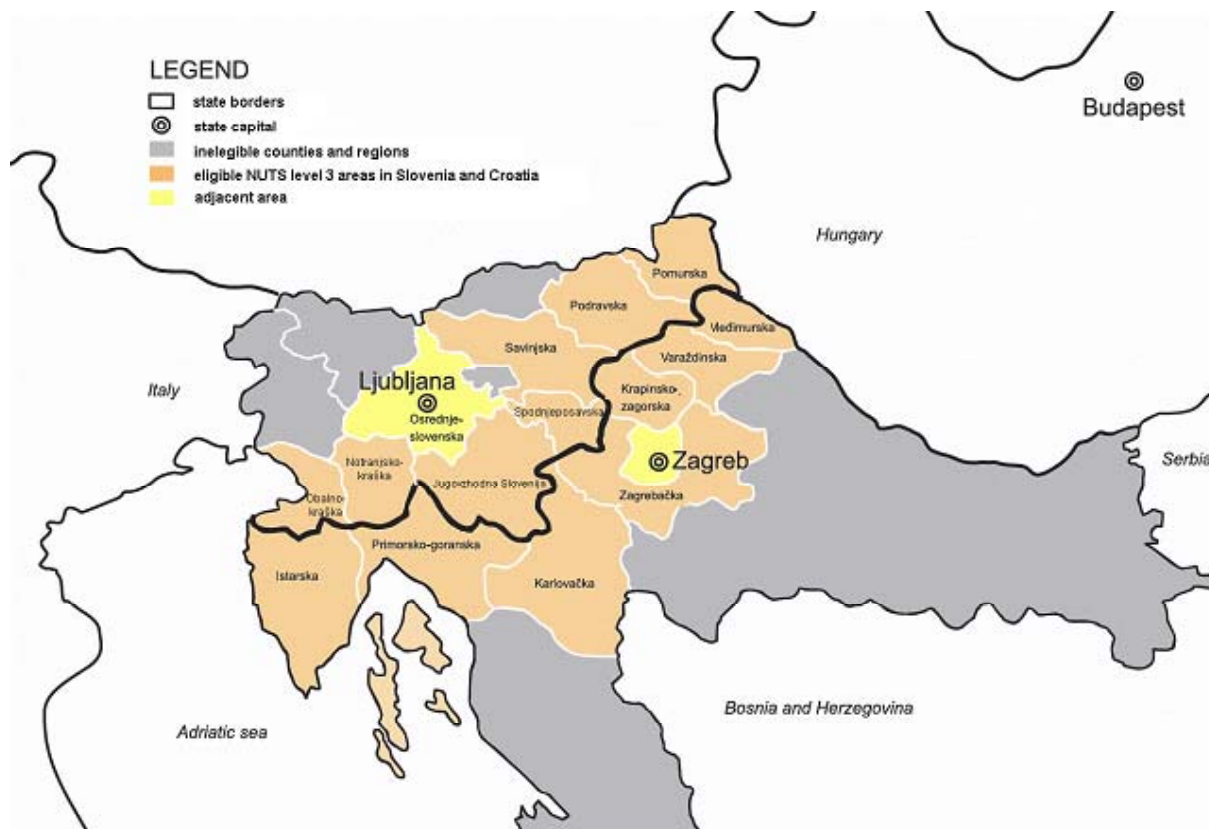 LEGEND
state borders
state capital
inelegible counties and regions
eligible NUTS level 3 areas in Slovenia and Croatia
adjacent area
Budapest
Hungary
Pomurska
Podravska
Međimurska
Savinjska
Varaždinska
Italy
Ljubljana
Krapinsko-
zagorska
Osrednje-
slovenska
Spodnjeposavska
Zagreb
Serbia
Notranjsko-
kraška
Jugovzhodna Slovenija
Zagrebačka
Obalno-
kraška
Primorsko-goranska
Istarska
Karlovačka
Bosnia and Herzegovina
Adriatic sea